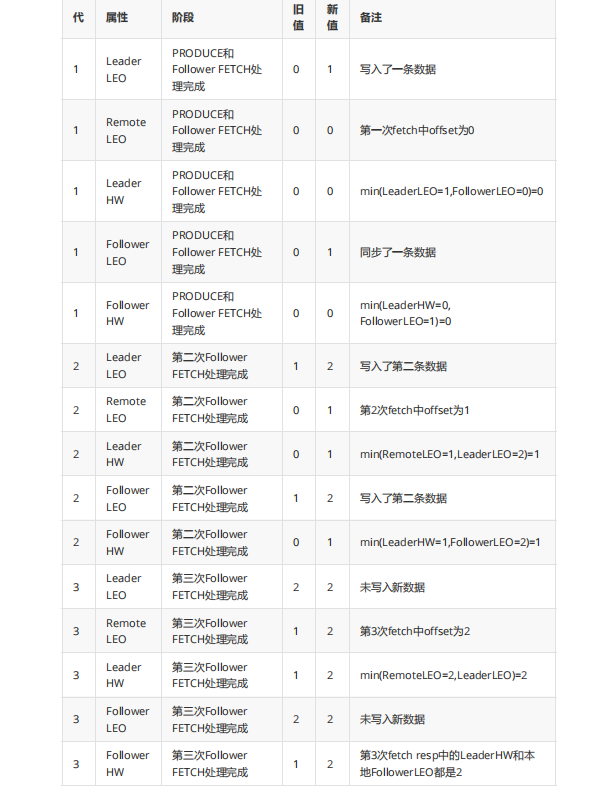 代 属性 阶段 旧值 新值 备注
1 Leader LEO PRODUCE和Follower FETCH处理完成 0 1 写入了一条数据
1 Remote LEO PRODUCE和Follower FETCH处理完成 0 0 第一次fetch中offset为0
1 Leader HW PRODUCE和Follower FETCH处理完成 0 0 min(LeaderLEO=1,FollowerLEO=0)=0
1 Follower LEO PRODUCE和Follower FETCH处理完成 0 1 同步了一条数据
1 Follower HW PRODUCE和Follower FETCH处理完成 0 0 min(LeaderHW=0, FollowerLEO=1)=0
2 Leader LEO 第二次Follower FETCH处理完成 1 2 写入了第二条数据
2 Remote LEO 第二次Follower FETCH处理完成 0 1 第2次fetch中offset为1
2 Leader HW 第二次Follower FETCH处理完成 0 1 min(RemoteLEO=1,LeaderLEO=2)=1
2 Follower LEO 第二次Follower FETCH处理完成 1 2 写入了第二条数据
2 Follower HW 第二次Follower FETCH处理完成 0 1 min(LeaderHW=1,FollowerLEO=2)=1
3 Leader LEO 第三次Follower FETCH处理完成 2 2 未写入新数据
3 Remote LEO 第三次Follower FETCH处理完成 1 2 第3次fetch中offset为2
3 Leader HW 第三次Follower FETCH处理完成 1 2 min(RemoteLEO=2,LeaderLEO)=2
3 Follower LEO 第三次Follower FETCH处理完成 2 2 未写入新数据
3 Follower HW 第三次Follower FETCH处理完成 1 2 第3次fetch resp中的LeaderHW和本地FollowerLEO都是2